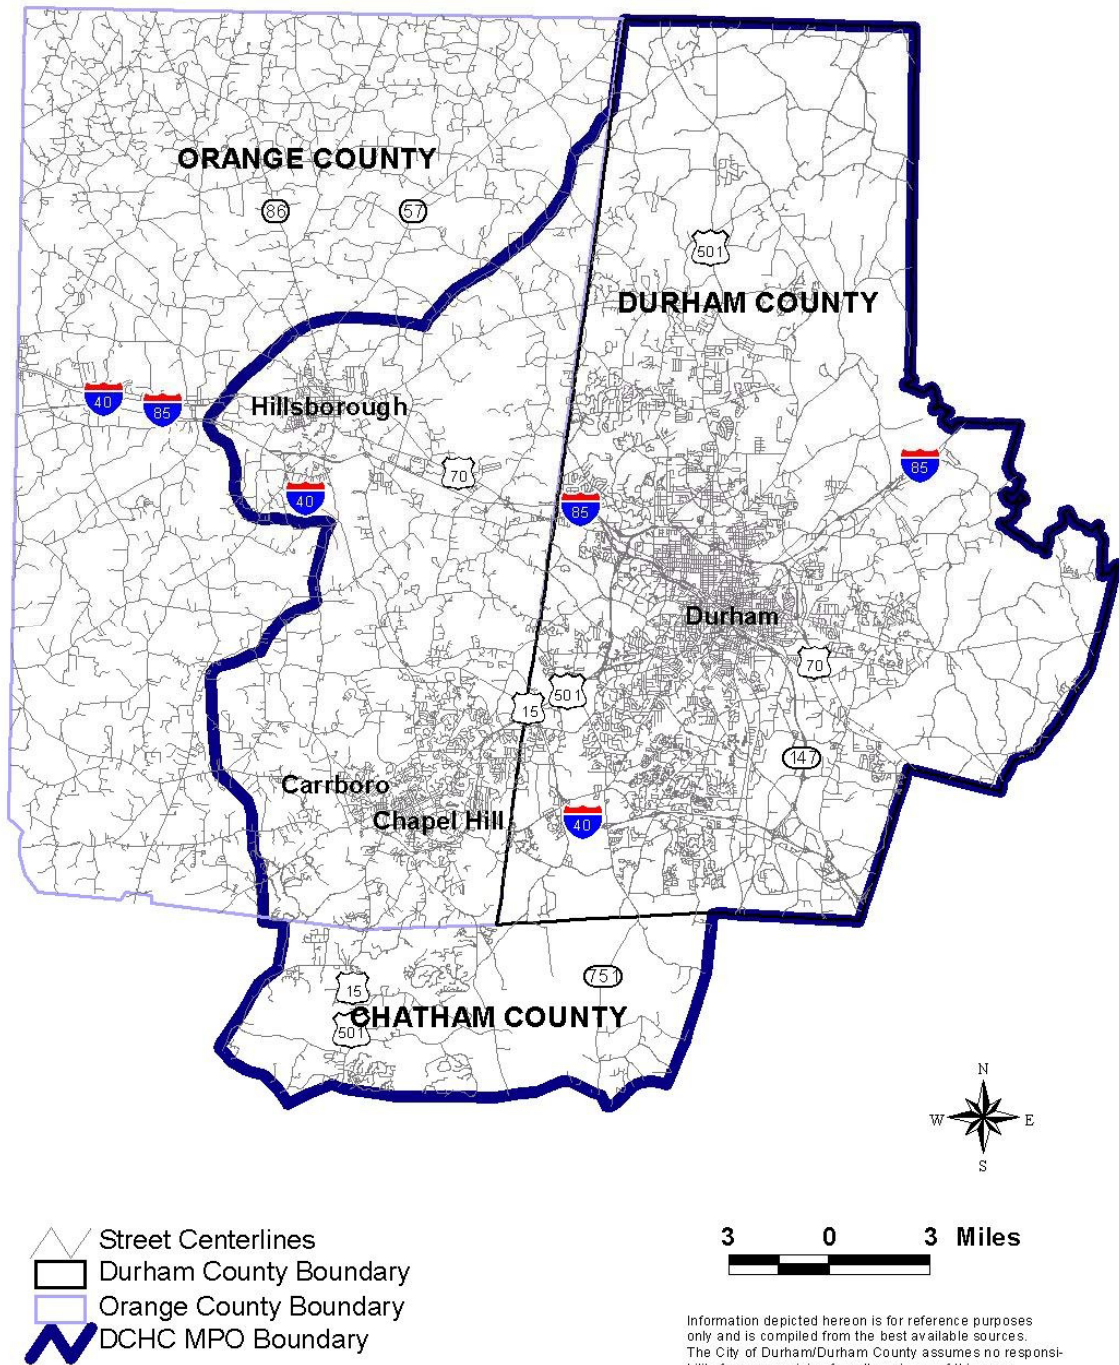 ORANGE COUNTY
86
57
501
DURHAM COUNTY
40
85
Hillsborough
70
85
40
85
Durham
70
501
15
147
Carrboro
Chapel Hill
40
751
15
CHATHAM COUNTY
501
N
W E
S
Street Centerlines
Durham County Boundary
Orange County Boundary
DCHC MPO Boundary
3 0 3 Miles
Information depicted hereon is for reference purposes
only and is compiled from the best available sources.
The City of Durham/Durham County assumes no responsi-